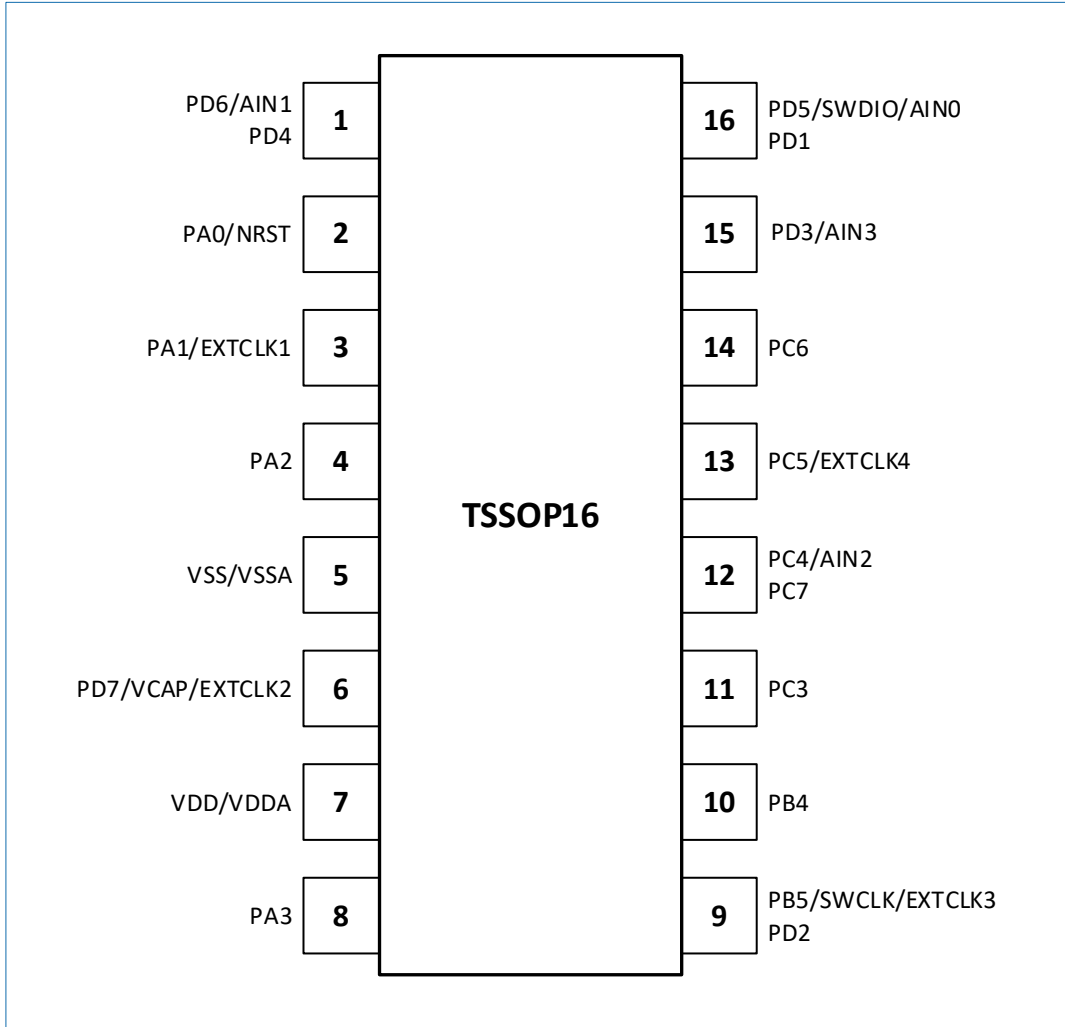 PD6/AIN1
PD4
1
16
PD5/SWDIO/AIN0
PD1
PA0/NRST
2
15
PD3/AIN3
PA1/EXTCLK1
3
14
PC6
PA2
4
13
PC5/EXTCLK4
TSSOP16
VSS/VSSA
5
12
PC4/AIN2
PC7
PD7/VCAP/EXTCLK2
6
11
PC3
VDD/VDDA
7
10
PB4
PA3
8
9
PB5/SWCLK/EXTCLK3
PD2